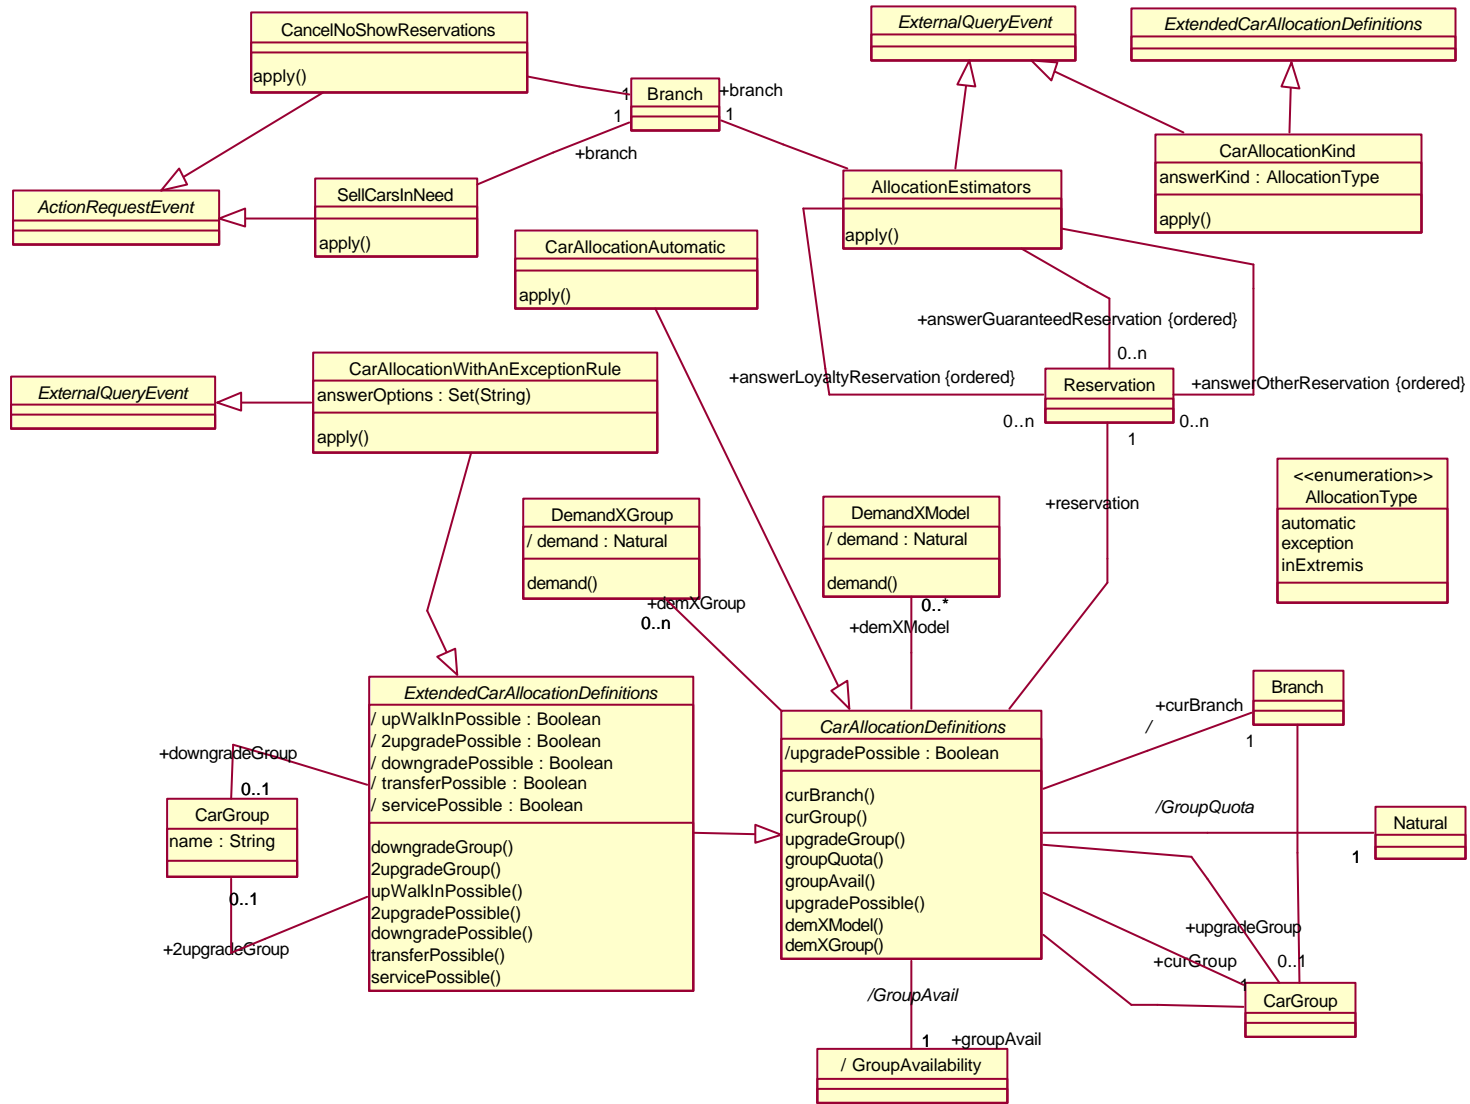 CancelNoShowReservations
apply()
ExternalQueryEvent
ExtendedCarAllocationDefinitions
Branch
1
1
+branch
1
+branch
CarAllocationKind
answerKind : AllocationType
apply()
ActionRequestEvent
SellCarsInNeed
apply()
AllocationEstimators
apply()
CarAllocationAutomatic
apply()
+answerGuaranteedReservation {ordered}
0..n
ExternalQueryEvent
CarAllocationWithAnExceptionRule
answerOptions : Set(String)
apply()
+answerLoyaltyReservation {ordered}
0..n
Reservation
1
+answerOtherReservation {ordered}
0..n
+reservation
<<enumeration>>
AllocationType
automatic
exception
inExtremis
DemandXGroup
/ demand : Natural
demand()
+demXGroup
0..n
DemandXModel
/ demand : Natural
demand()
0..*
+demXModel
ExtendedCarAllocationDefinitions
/ upWalkInPossible : Boolean
/ 2upgradePossible : Boolean
/ downgradePossible : Boolean
/ transferPossible : Boolean
/ servicePossible : Boolean
downgradeGroup()
2upgradeGroup()
upWalkInPossible()
2upgradePossible()
downgradePossible()
transferPossible()
servicePossible()
+downgradeGroup
0..1
CarGroup
name : String
0..1
+2upgradeGroup
CarAllocationDefinitions
/upgradePossible : Boolean
curBranch()
curGroup()
upgradeGroup()
groupQuota()
groupAvail()
upgradePossible()
demXModel()
demXGroup()
Branch
+curBranch
/
1
/GroupQuota
Natural
1
+upgradeGroup
0..1
+curGroup
1
CarGroup
/GroupAvail
1
+groupAvail
/ GroupAvailability